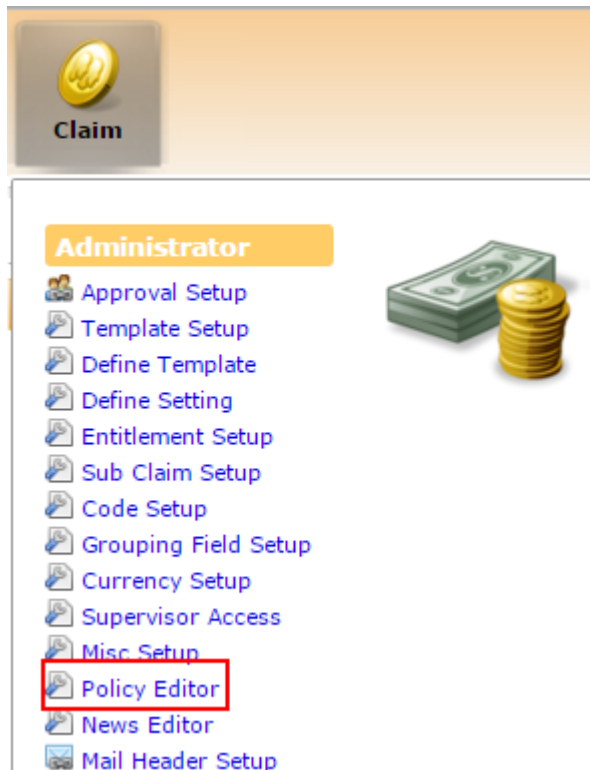 Claim
Administrator
Approval Setup
Template Setup
Define Template
Define Setting
Entitlement Setup
Sub Claim Setup
Code Setup
Grouping Field Setup
Currency Setup
Supervisor Access
Misc Setup
Policy Editor
News Editor
Mail Header Setup